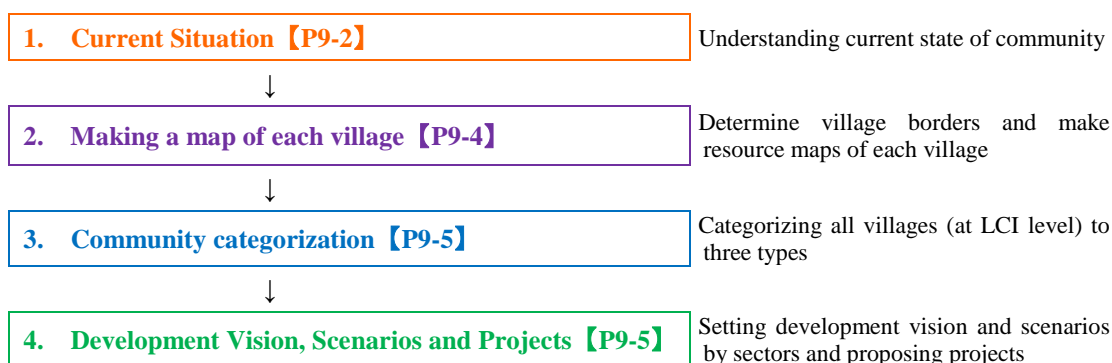 1. Current Situation【P9-2】
Understanding current state of community
↓
2. Making a map of each village【P9-4】
Determine village borders and make
resource maps of each village
↓
3. Community categorization【P9-5】
Categorizing all villages (at LCI level) to
three types
↓
4. Development Vision, Scenarios and Projects【P9-5】
Setting development vision and scenarios
by sectors and proposing projects